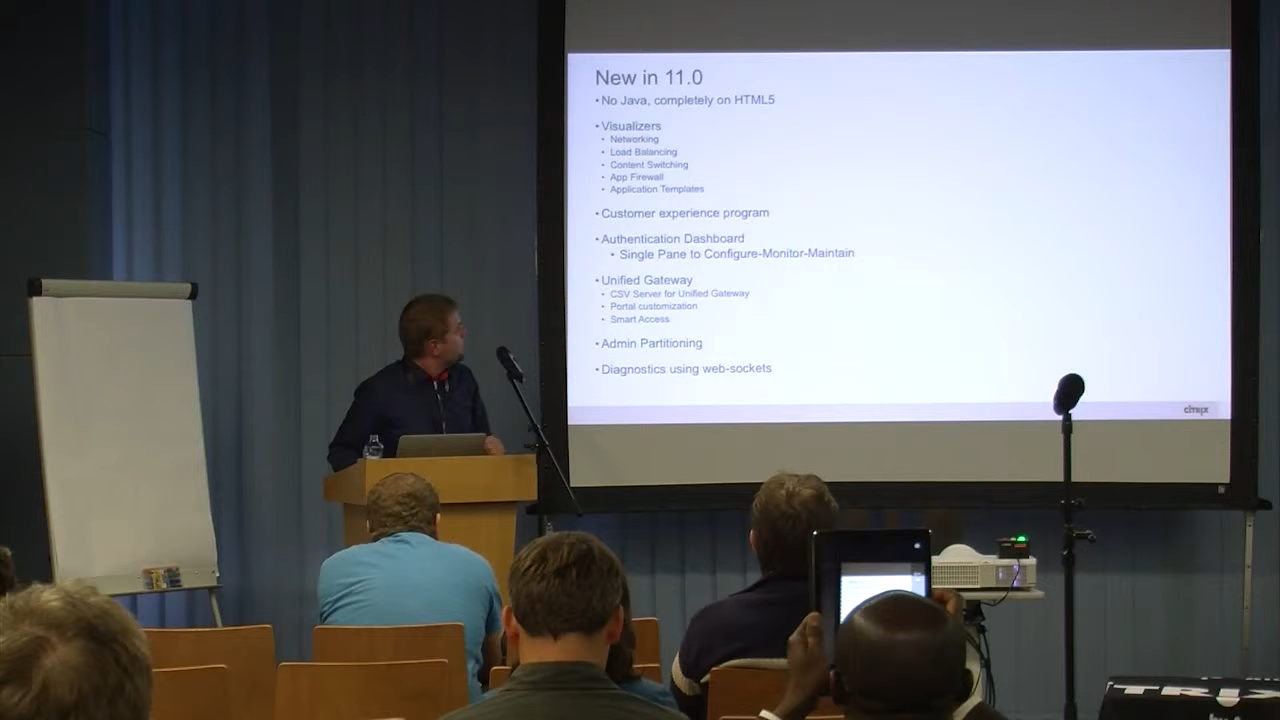 New in 11.0
• No Java, completely on HTML5
• Visualizers
• Networking
• Load Balancing
• Content Switching
• App Firewall
• Application Templates
• Customer experience program
• Authentication Dashboard
• Single Pane to Configure-Monitor-Maintain
• Unified Gateway
• CSV Server for Unified Gateway
• Portal customization
• Smart Access
• Admin Partitioning
• Diagnostics using web-sockets
citrix